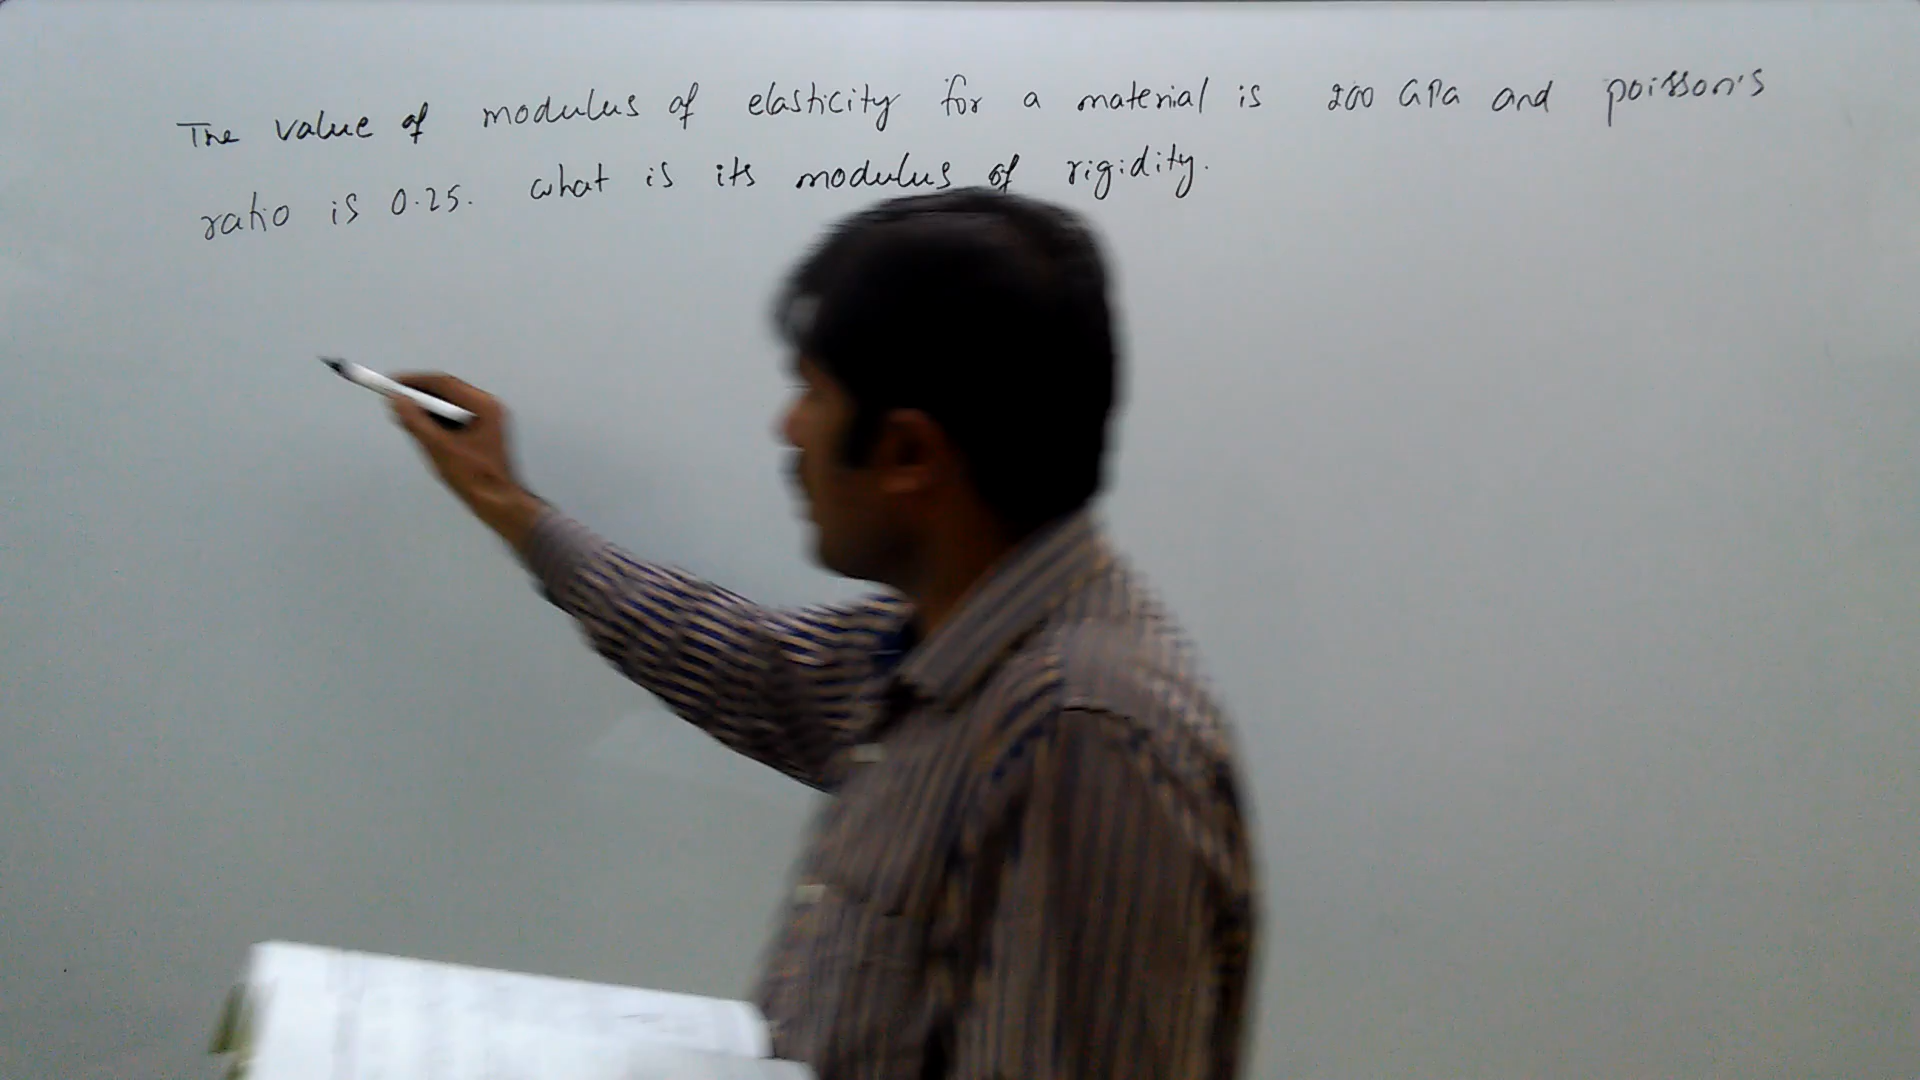 The value of modulus of elasticity for a material is 200 GPa and poisson's
ratio is 0.25. what is its modulus of rigidity.